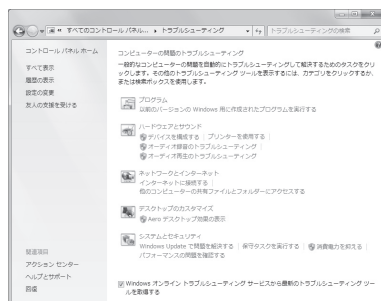 すべてのコントロール パネル... ▸ トラブルシューティング
トラブルシューティングの検索
コントロール パネル ホーム
すべて表示
履歴の表示
設定の変更
友人の支援を受ける
コンピューターの問題のトラブルシューティング
一般的なコンピューターの問題を自動的にトラブルシューティングして解決するためのタスクをクリ
ックします。その他のトラブルシューティング ツールを表示するには、カテゴリをクリックするか、
または検索ボックスを使用します。
プログラム
以前のバージョンの Windows 用に作成されたプログラムを実行する
ハードウェアとサウンド
デバイスを構成する | プリンターを使用する |
オーディオ録音のトラブルシューティング |
オーディオ再生のトラブルシューティング
ネットワークとインターネット
インターネットに接続する |
他のコンピューターの共有ファイルとフォルダーにアクセスする
デスクトップのカスタマイズ
Aero デスクトップ効果の表示
システムとセキュリティ
Windows Update で問題を解決する | 保守タスクを実行する | 消費電力を抑える |
パフォーマンスの問題を確認する
関連項目
アクション センター
ヘルプとサポート
回復
Windows オンライン トラブルシューティング サービスから最新のトラブルシューティング ツー
ルを取得する